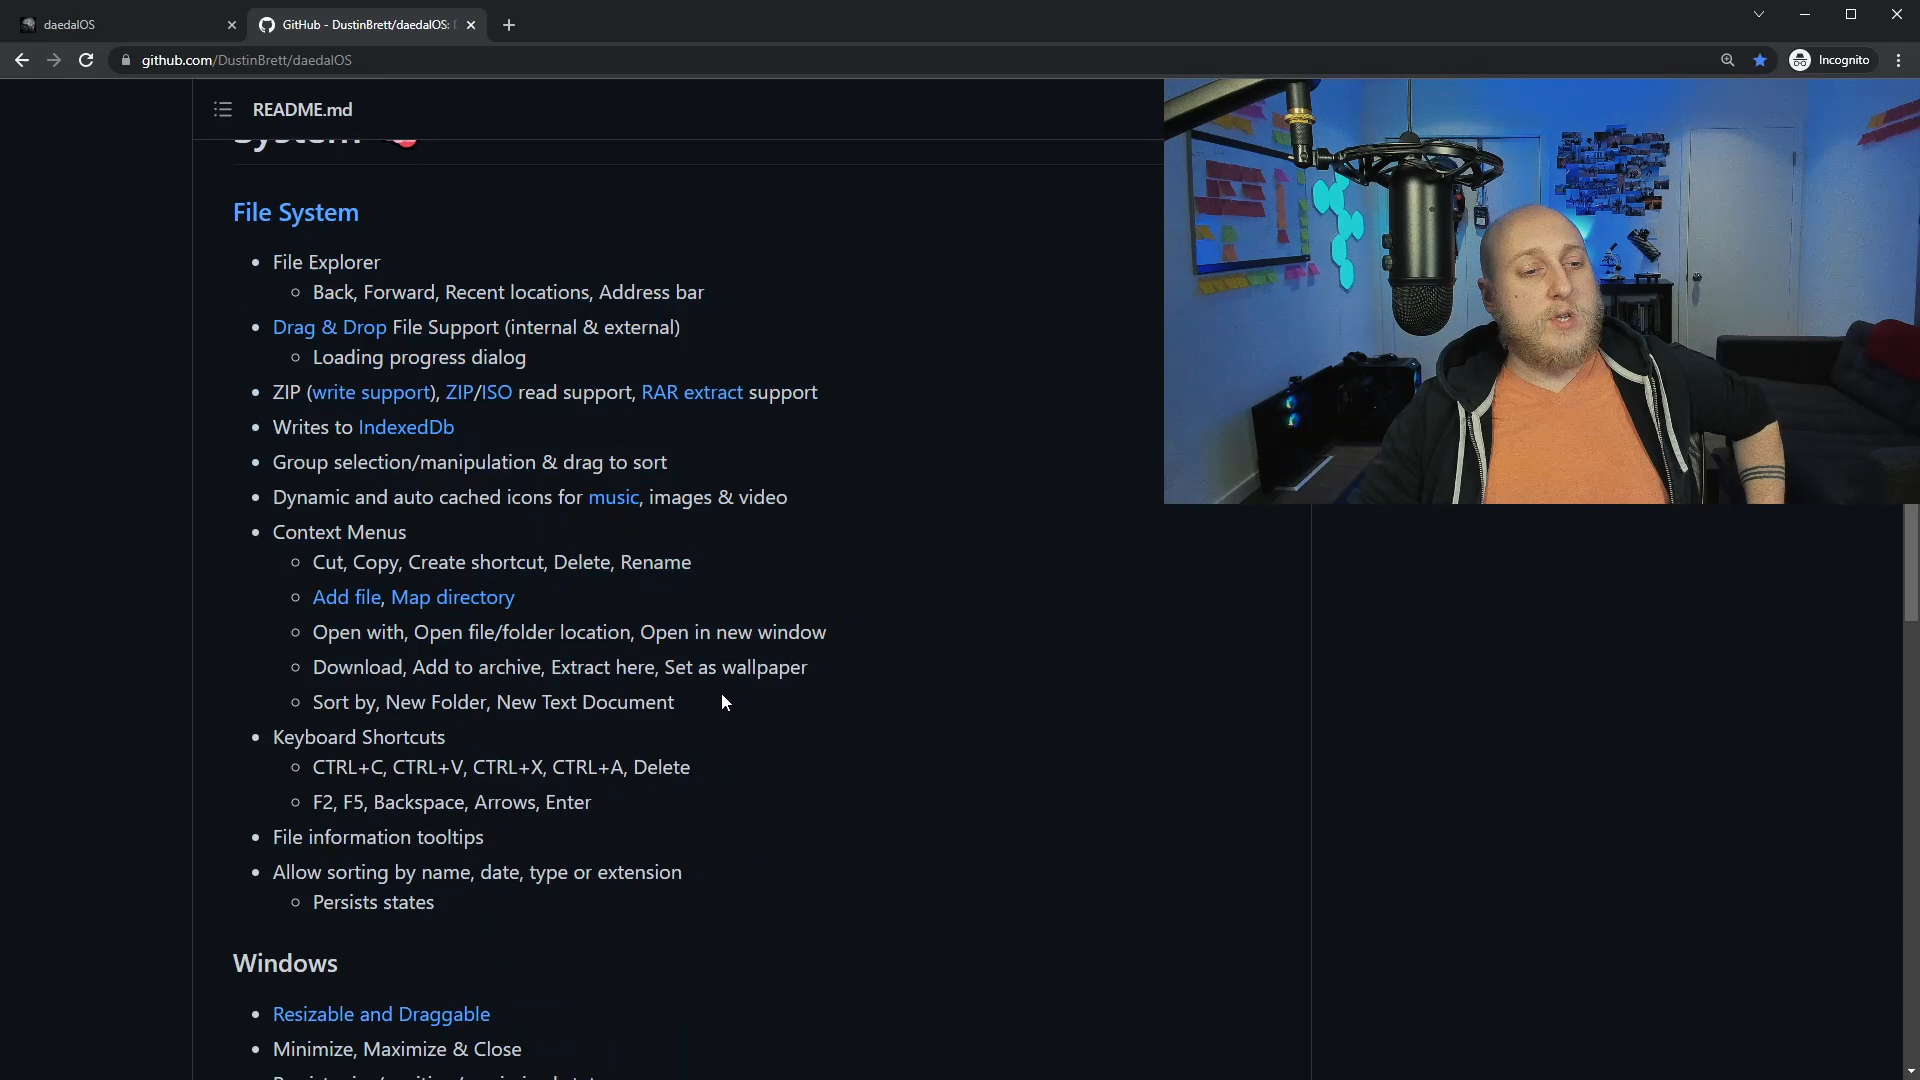 daedalOS
GitHub - DustinBrett/daedalOS:
github.com/DustinBrett/daedalOS
Incognito
README.md
System
File System
File Explorer
Back, Forward, Recent locations, Address bar
Drag & Drop File Support (internal & external)
Loading progress dialog
ZIP (write support), ZIP/ISO read support, RAR extract support
Writes to IndexedDb
Group selection/manipulation & drag to sort
Dynamic and auto cached icons for music, images & video
Context Menus
Cut, Copy, Create shortcut, Delete, Rename
Add file, Map directory
Open with, Open file/folder location, Open in new window
Download, Add to archive, Extract here, Set as wallpaper
Sort by, New Folder, New Text Document
Keyboard Shortcuts
CTRL+C, CTRL+V, CTRL+X, CTRL+A, Delete
F2, F5, Backspace, Arrows, Enter
File information tooltips
Allow sorting by name, date, type or extension
Persists states
Windows
Resizable and Draggable
Minimize, Maximize & Close